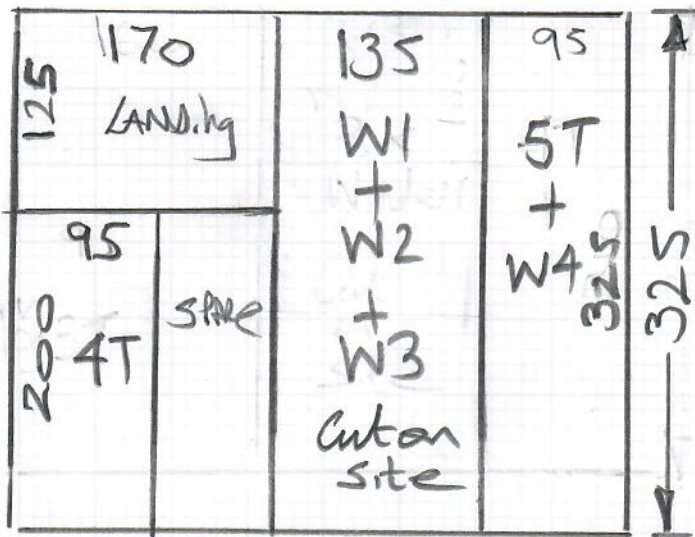 170
125
LANDing
95
200
4T
SPARE
135
W1
+
W2
+
W3
Cut on
site
95
5T
+
W4
325
325